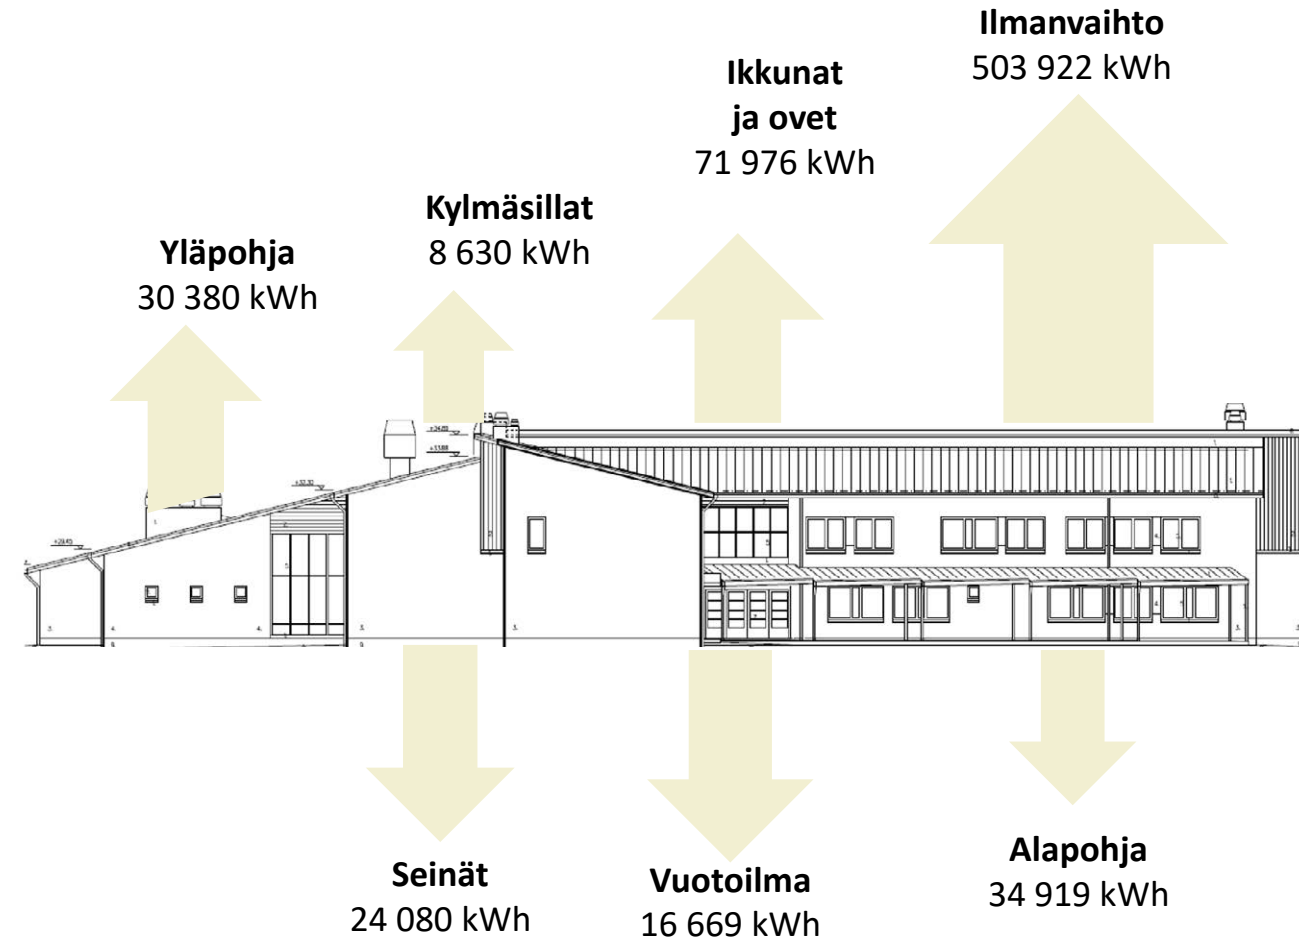 Ilmanvaihto
503 922 kWh
Ikkunat
ja ovet
71 976 kWh
Kylmäsillat
8 630 kWh
Yläpohja
30 380 kWh
Seinät
24 080 kWh
Vuotoilma
16 669 kWh
Alapohja
34 919 kWh